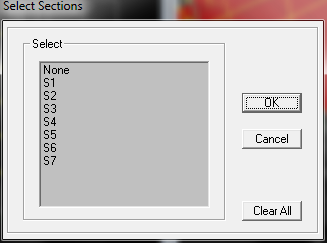 Select Sections
Select
None
S1
S2
S3
S4
S5
S6
S7
OK
Cancel
Clear All